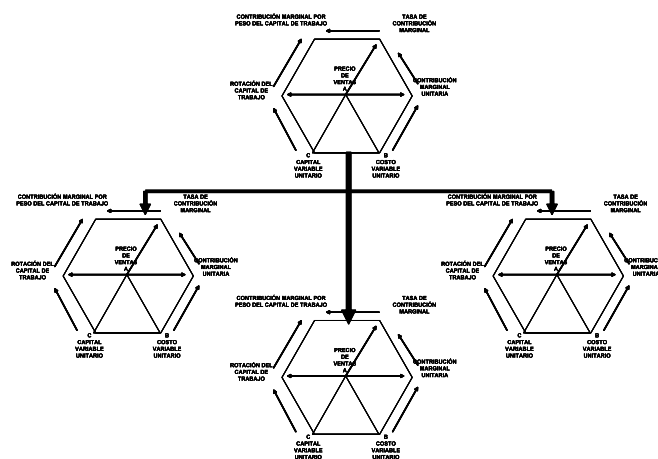 CONTRIBUCIÓN MARGINAL POR
PESO DEL CAPITAL DE TRABAJO
TASA DE
CONTRIBUCIÓN
MARGINAL
PRECIO
DE
VENTAS
A
ROTACIÓN DEL
CAPITAL DE
TRABAJO
CONTRIBUCIÓN
MARGINAL
UNITARIA
C
CAPITAL
VARIABLE
UNITARIO
B
COSTO
VARIABLE
UNITARIO
CONTRIBUCIÓN MARGINAL POR
PESO DEL CAPITAL DE TRABAJO
TASA DE
CONTRIBUCIÓN
MARGINAL
PRECIO
DE
VENTAS
A
ROTACIÓN DEL
CAPITAL DE
TRABAJO
CONTRIBUCIÓN
MARGINAL
UNITARIA
C
CAPITAL
VARIABLE
UNITARIO
B
COSTO
VARIABLE
UNITARIO
CONTRIBUCIÓN MARGINAL POR
PESO DEL CAPITAL DE TRABAJO
TASA DE
CONTRIBUCIÓN
MARGINAL
PRECIO
DE
VENTAS
A
ROTACIÓN DEL
CAPITAL DE
TRABAJO
CONTRIBUCIÓN
MARGINAL
UNITARIA
C
CAPITAL
VARIABLE
UNITARIO
B
COSTO
VARIABLE
UNITARIO
CONTRIBUCIÓN MARGINAL POR
PESO DEL CAPITAL DE TRABAJO
TASA DE
CONTRIBUCIÓN
MARGINAL
PRECIO
DE
VENTAS
A
ROTACIÓN DEL
CAPITAL DE
TRABAJO
CONTRIBUCIÓN
MARGINAL
UNITARIA
C
CAPITAL
VARIABLE
UNITARIO
B
COSTO
VARIABLE
UNITARIO